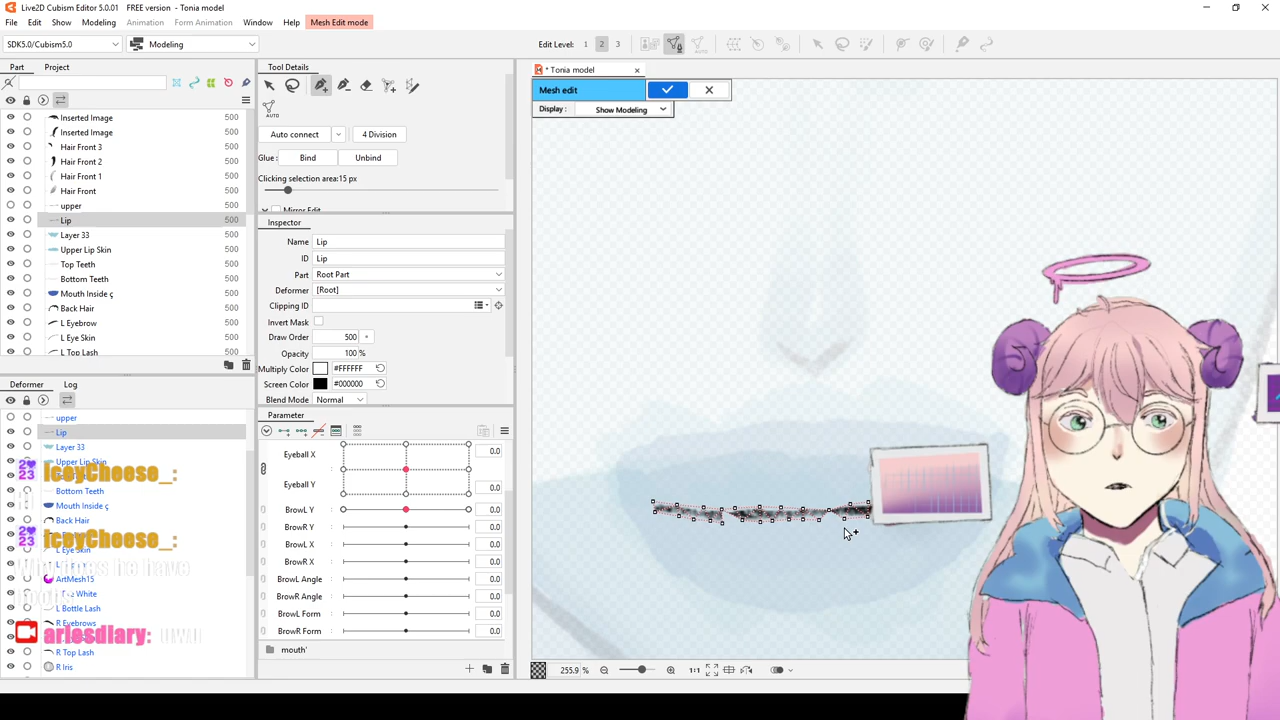 Live2D Cubism Editor 5.0.01   FREE version - Tonia model
File Edit Show Modeling Animation Form Animation Window Help Mesh Edit mode
SDK5.0/Cubism5.0 Modeling Edit Level: 1 2 3
Part Project
Tool Details
* Tonia model
Mesh edit
Display : Show Modeling
Inserted Image 500
Inserted Image 500
Hair Front 3 500
Hair Front 2 500
Hair Front 1 500
Hair Front 500
upper 500
Lip 500
Layer 33 500
Upper Lip Skin 500
Top Teeth 500
Bottom Teeth 500
Mouth Inside ç 500
Back Hair 500
L Eyebrow 500
L Eye Skin 500
L Top Lash 500
AUTO
Auto connect 4 Division
Glue : Bind Unbind
Clicking selection area:15 px
Mirror Edit
Inspector
Name Lip
ID Lip
Part Root Part
Deformer [Root]
Clipping ID
Invert Mask
Draw Order 500
Opacity 100 %
Multiply Color #FFFFFF
Screen Color #000000
Blend Mode Normal
Parameter
Eyeball X 0.0
Eyeball Y 0.0
BrowL Y 0.0
BrowR Y 0.0
BrowL X 0.0
BrowR X 0.0
BrowL Angle 0.0
BrowR Angle 0.0
BrowL Form 0.0
BrowR Form 0.0
mouth'
Deformer Log
upper
Lip
Layer 33
Upper Lip Skin
IceyCheese_:
Bottom Teeth
Mouth Inside ç
Back Hair
IceyCheese_:
L Eye Skin
Why does he have
ArtMesh15
L Bottle Lash
R Eyebrows
ariesdiary: UWU
R Top Lash
R Iris
255.9 % 1:1